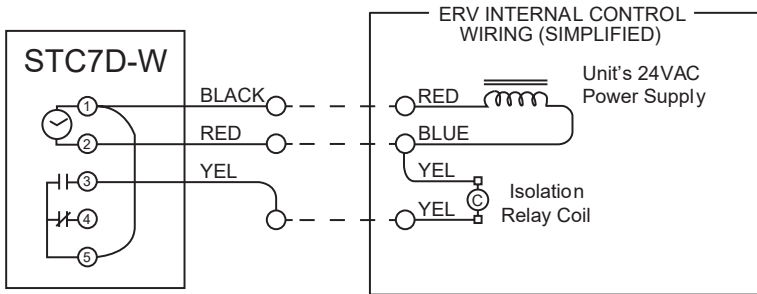 ERV INTERNAL CONTROL
WIRING (SIMPLIFIED)
STC7D-W
Unit's 24VAC
Power Supply
1
BLACK
RED
2
RED
BLUE
3
YEL
YEL
4
C
Isolation
Relay Coil
YEL
5